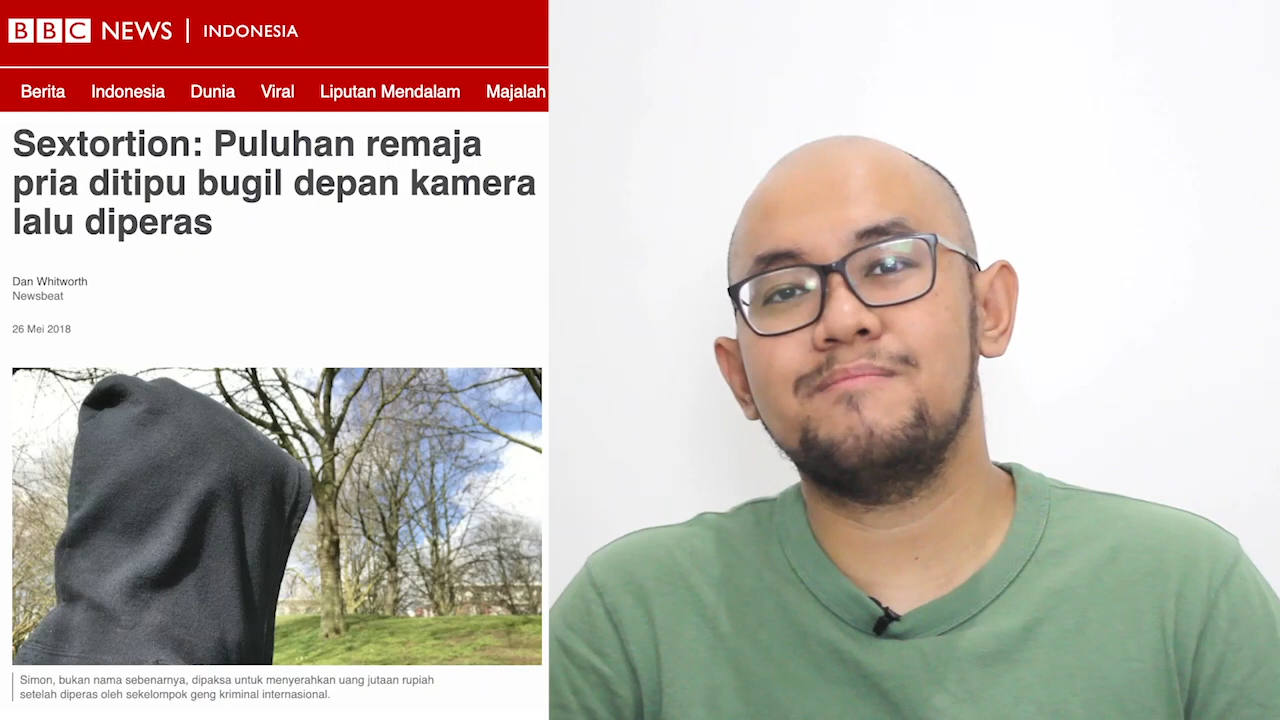 BBC NEWS | INDONESIA
Berita Indonesia Dunia Viral Liputan Mendalam Majalah
Sextortion: Puluhan remaja
pria ditipu bugil depan kamera
lalu diperas
Dan Whitworth
Newsbeat
26 Mei 2018
Simon, bukan nama sebenarnya, dipaksa untuk menyerahkan uang jutaan rupiah
setelah diperas oleh sekelompok geng kriminal internasional.